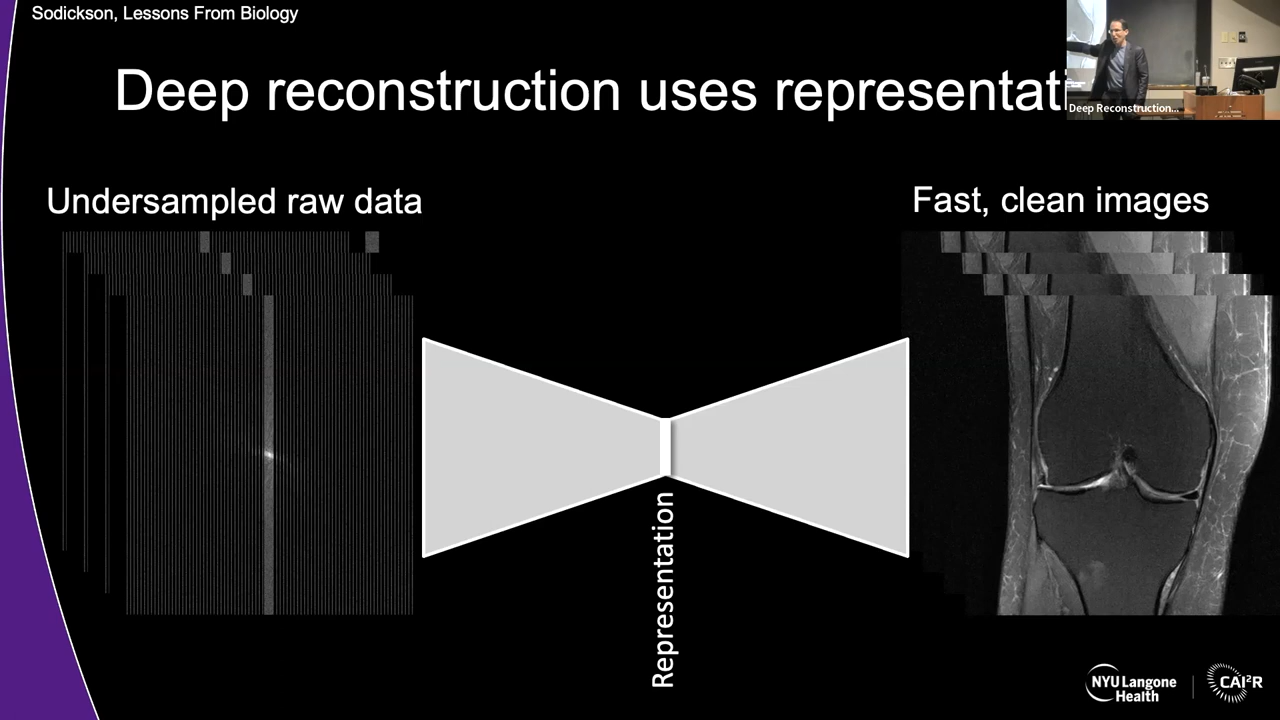 Sodickson, Lessons From Biology
Deep reconstruction uses representati
Deep Reconstruction...
Undersampled raw data
Fast, clean images
Representation
NYU Langone
Health
CAI²R